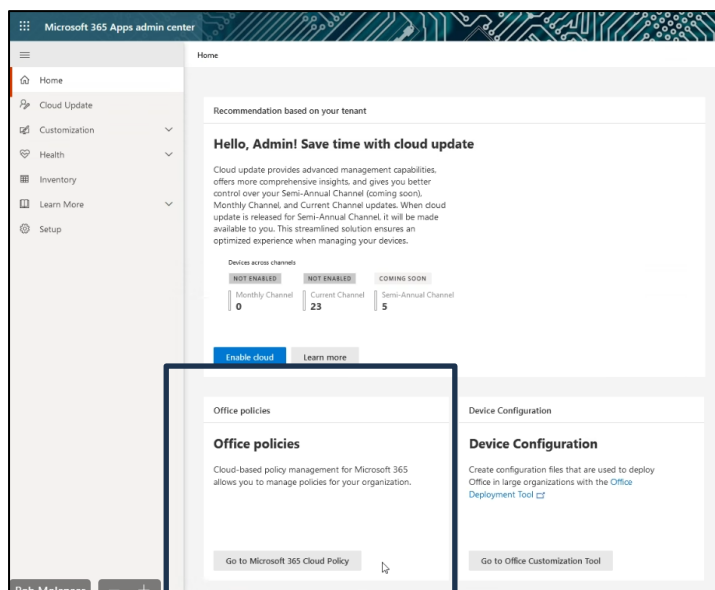 Microsoft 365 Apps admin center
Home
Home
Cloud Update
Customization
Health
Inventory
Learn More
Setup
Recommendation based on your tenant
Hello, Admin! Save time with cloud update
Cloud update provides advanced management capabilities,
offers more comprehensive insights, and gives you better
control over your Semi-Annual Channel (coming soon),
Monthly Channel, and Current Channel updates. When cloud
update is released for Semi-Annual Channel, it will be made
available to you. This streamlined solution ensures an
optimized experience when managing your devices.
Devices across channels
NOT ENABLED
Monthly Channel
0
NOT ENABLED
Current Channel
23
COMING SOON
Semi-Annual Channel
5
Enable cloud
Learn more
Office policies
Office policies
Cloud-based policy management for Microsoft 365
allows you to manage policies for your organization.
Go to Microsoft 365 Cloud Policy
Device Configuration
Device Configuration
Create configuration files that are used to deploy
Office in large organizations with the Office
Deployment Tool
Go to Office Customization Tool